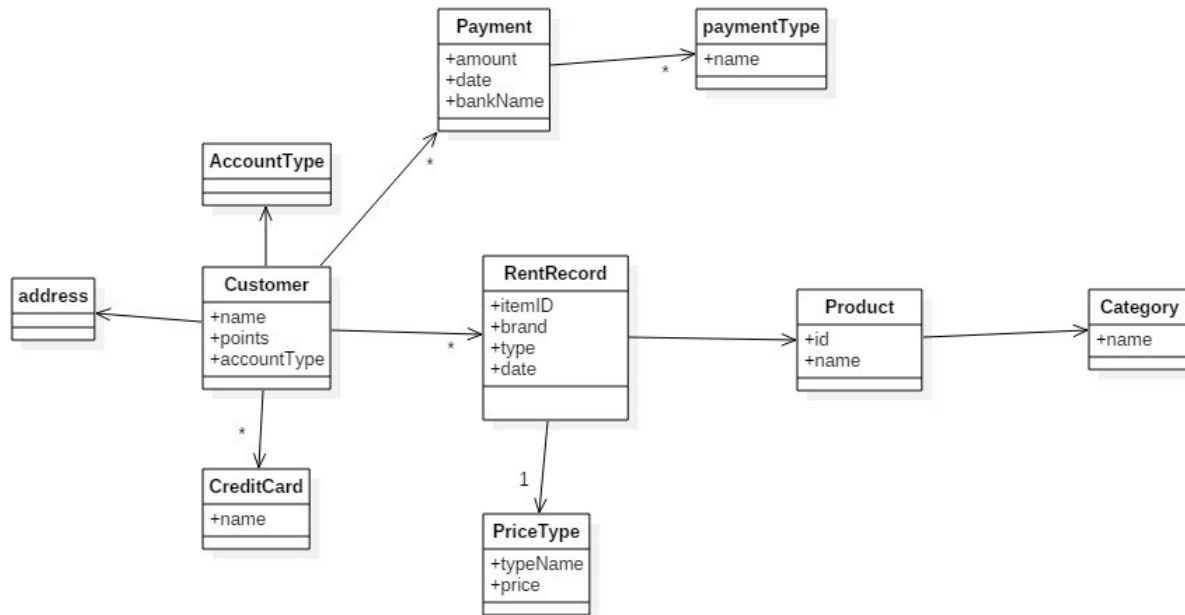 Payment
+amount
+date
+bankName
paymentType
+name
*
*
AccountType
address
Customer
+name
+points
+accountType
RentRecord
+itemID
+brand
+type
+date
*
Product
+id
+name
Category
+name
*
CreditCard
+name
1
PriceType
+typeName
+price